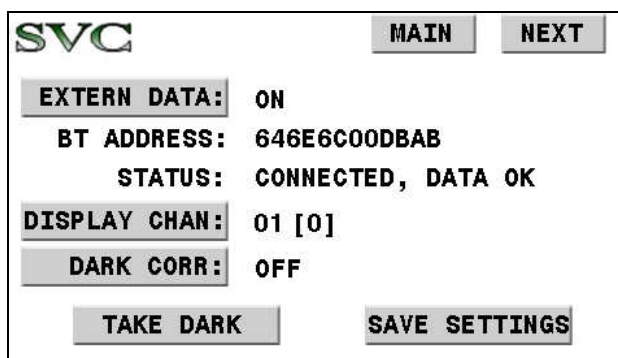 SVC MAIN NEXT
EXTERN DATA: ON
BT ADDRESS: 646E6C00DBAB
STATUS: CONNECTED, DATA OK
DISPLAY CHAN: 01 [0]
DARK CORR: OFF
TAKE DARK SAVE SETTINGS